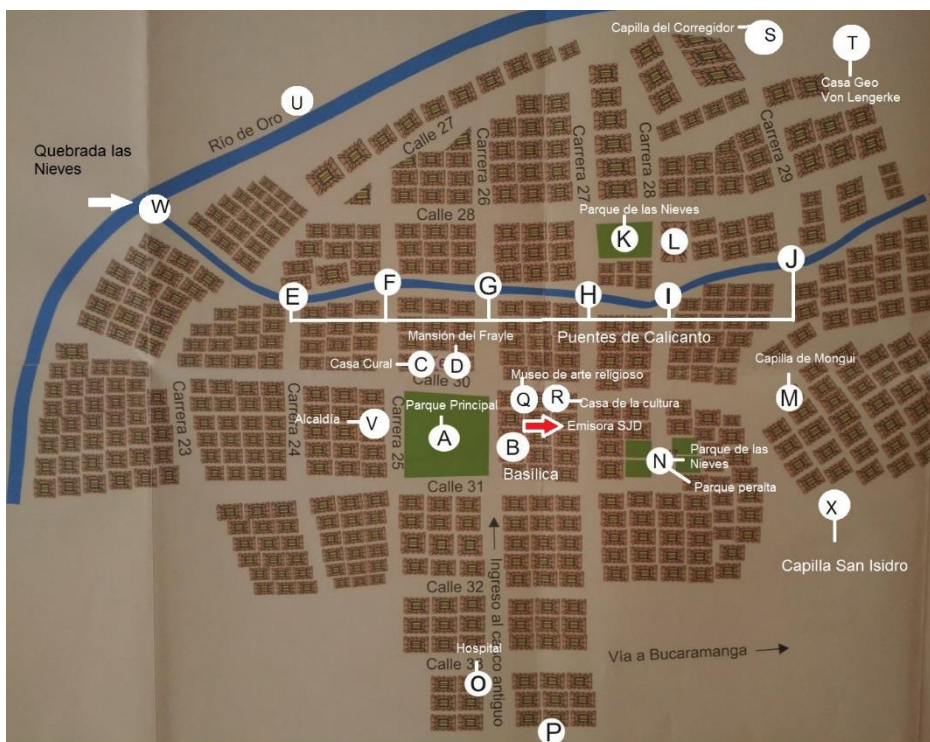 Capilla del Corregidor
S
T
Casa Geo
Von Lengerke
U
Río de Oro
Quebrada las
Nieves
W
Calle 27
Carrera 26
Carrera 27
Carrera 28
Carrera 29
Calle 28
Parque de las Nieves
K
L
J
E
F
G
H
I
Puentes de Calicanto
Mansión del Frayle
Casa Cural
C
D
Calle 30
Museo de arte religioso
Q
R
Casa de la cultura
Capilla de Mongui
M
Carrera 23
Carrera 24
Alcaldía
V
Carrera 25
Parque Principal
A
Emisora SJD
B
Basílica
N
Parque de las
Nieves
Parque peralta
Calle 31
X
Capilla San Isidro
Ingreso al casco antiguo
Calle 32
Vía a Bucaramanga
Hospital
Calle 33
O
P